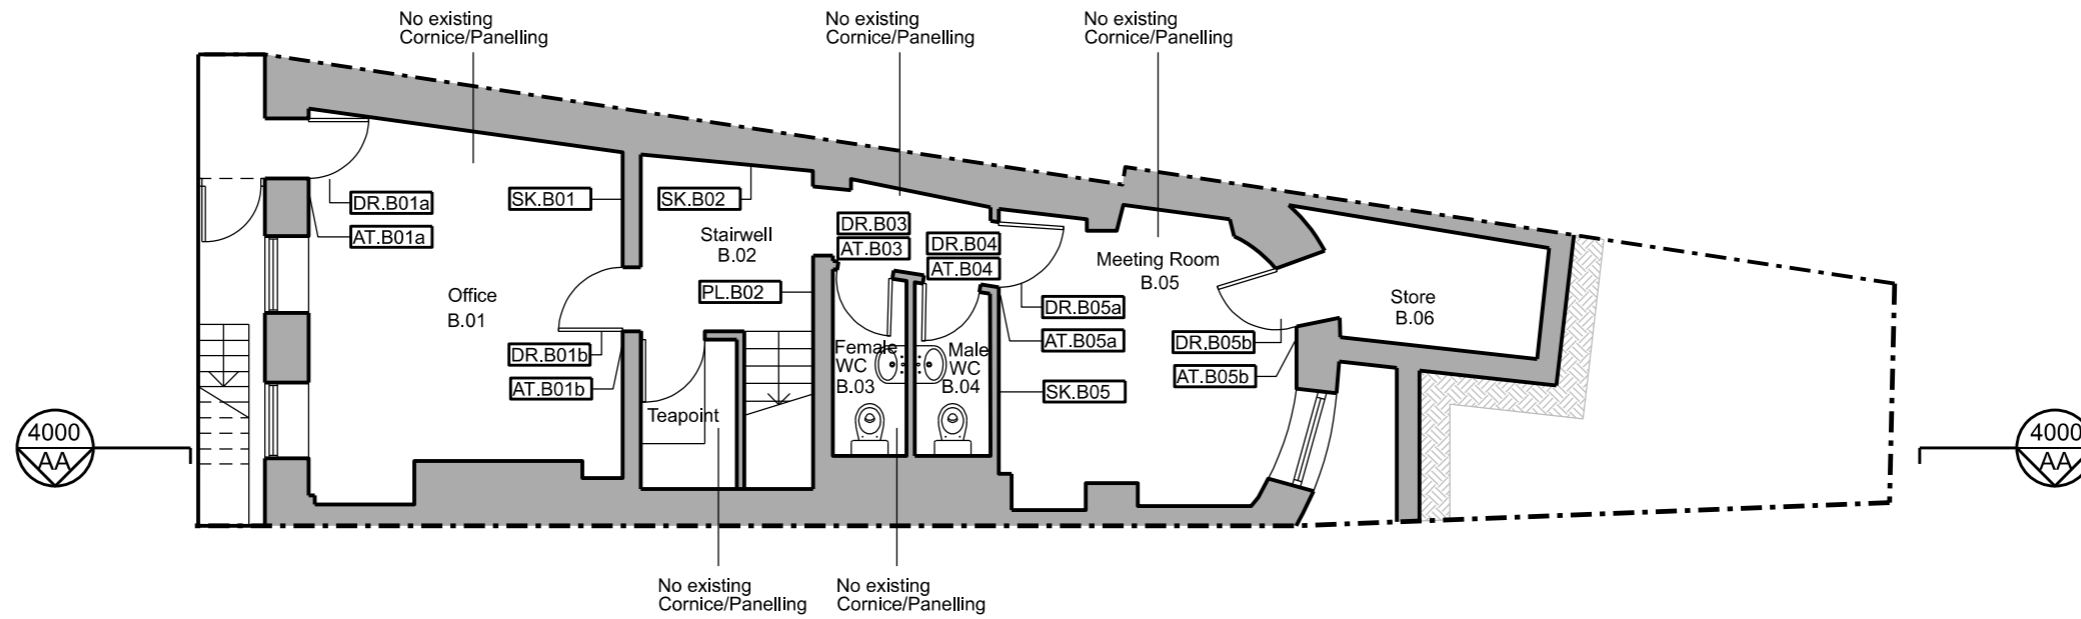 No existing
Cornice/Panelling
No existing
Cornice/Panelling
No existing
Cornice/Panelling
DR.B01a
AT.B01a
SK.B01
SK.B02
Stairwell
B.02
DR.B03
AT.B03
DR.B04
AT.B04
Meeting Room
B.05
Office
B.01
PL.B02
DR.B05a
AT.B05a
Store
B.06
DR.B01b
AT.B01b
Female
WC
B.03
Male
WC
B.04
DR.B05b
AT.B05b
SK.B05
Teapoint
4000
AA
4000
AA
No existing
Cornice/Panelling
No existing
Cornice/Panelling